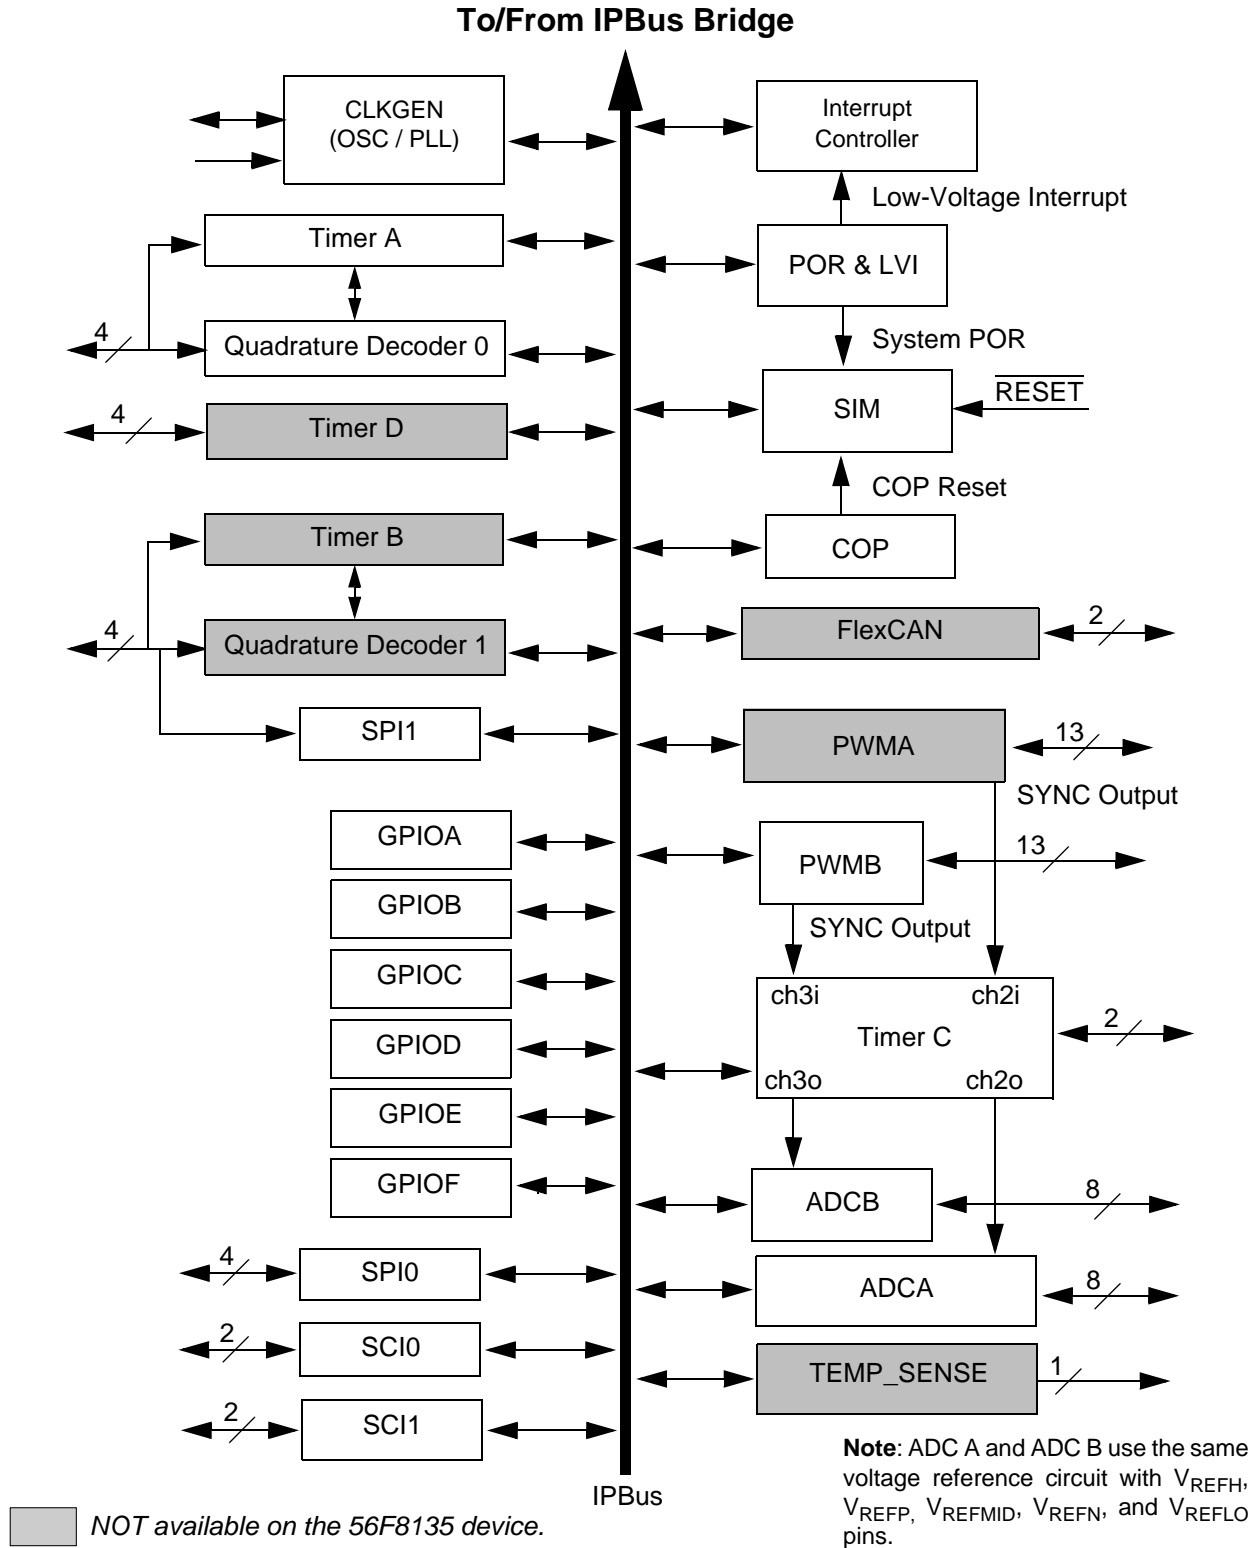 To/From IPBus Bridge
CLKGEN
(OSC / PLL)
Interrupt
Controller
Low-Voltage Interrupt
Timer A
POR & LVI
4
Quadrature Decoder 0
System POR
SIM
RESET
4
Timer D
COP Reset
Timer B
COP
4
Quadrature Decoder 1
FlexCAN
2
SPI1
PWMA
13
SYNC Output
GPIOA
PWMB
13
GPIOB
SYNC Output
GPIOC
ch3i
ch2i
GPIOD
Timer C
2
ch3o
ch2o
GPIOE
GPIOF
ADCB
8
4
SPI0
ADCA
8
2
SCI0
TEMP_SENSE
1
2
SCI1
IPBus
Note: ADC A and ADC B use the same
voltage reference circuit with VREFH,
VREFP, VREFMID, VREFN, and VREFLO
pins.
NOT available on the 56F8135 device.